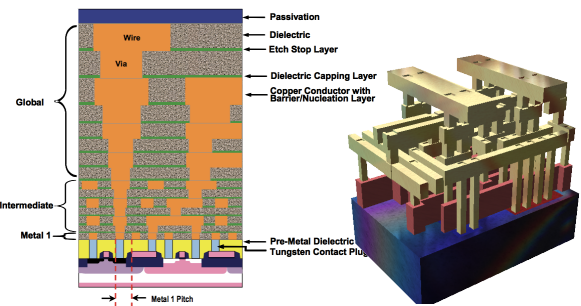 Passivation
Wire
Dielectric
Etch Stop Layer
Via
Dielectric Capping Layer
Copper Conductor with
Barrier/Nucleation Layer
Global
Intermediate
Metal 1
Pre-Metal Dielectric
Tungsten Contact Plug
Metal 1 Pitch